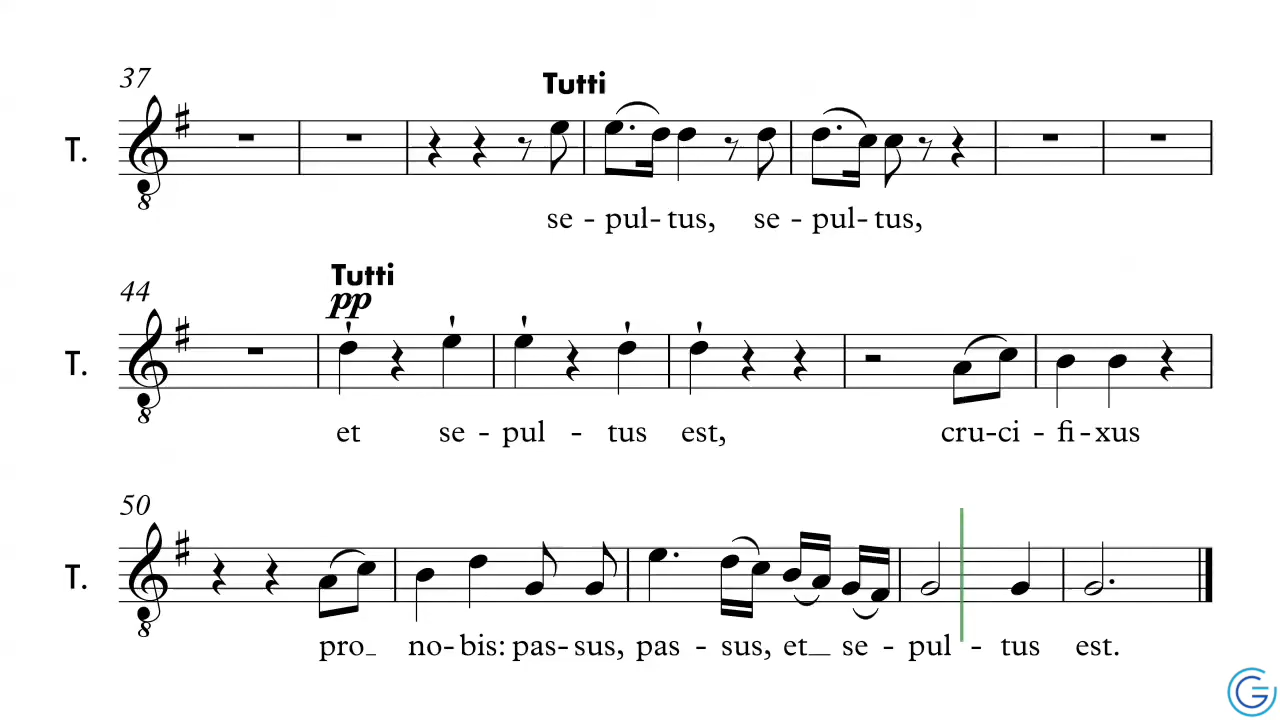 37
Tutti
T.
se - pul - tus, se - pul - tus,
44
Tutti
pp
T.
et se - pul - tus est, cru - ci - fi - xus
50
T.
pro_ no - bis: pas - sus, pas - sus, et_ se - pul - tus est.